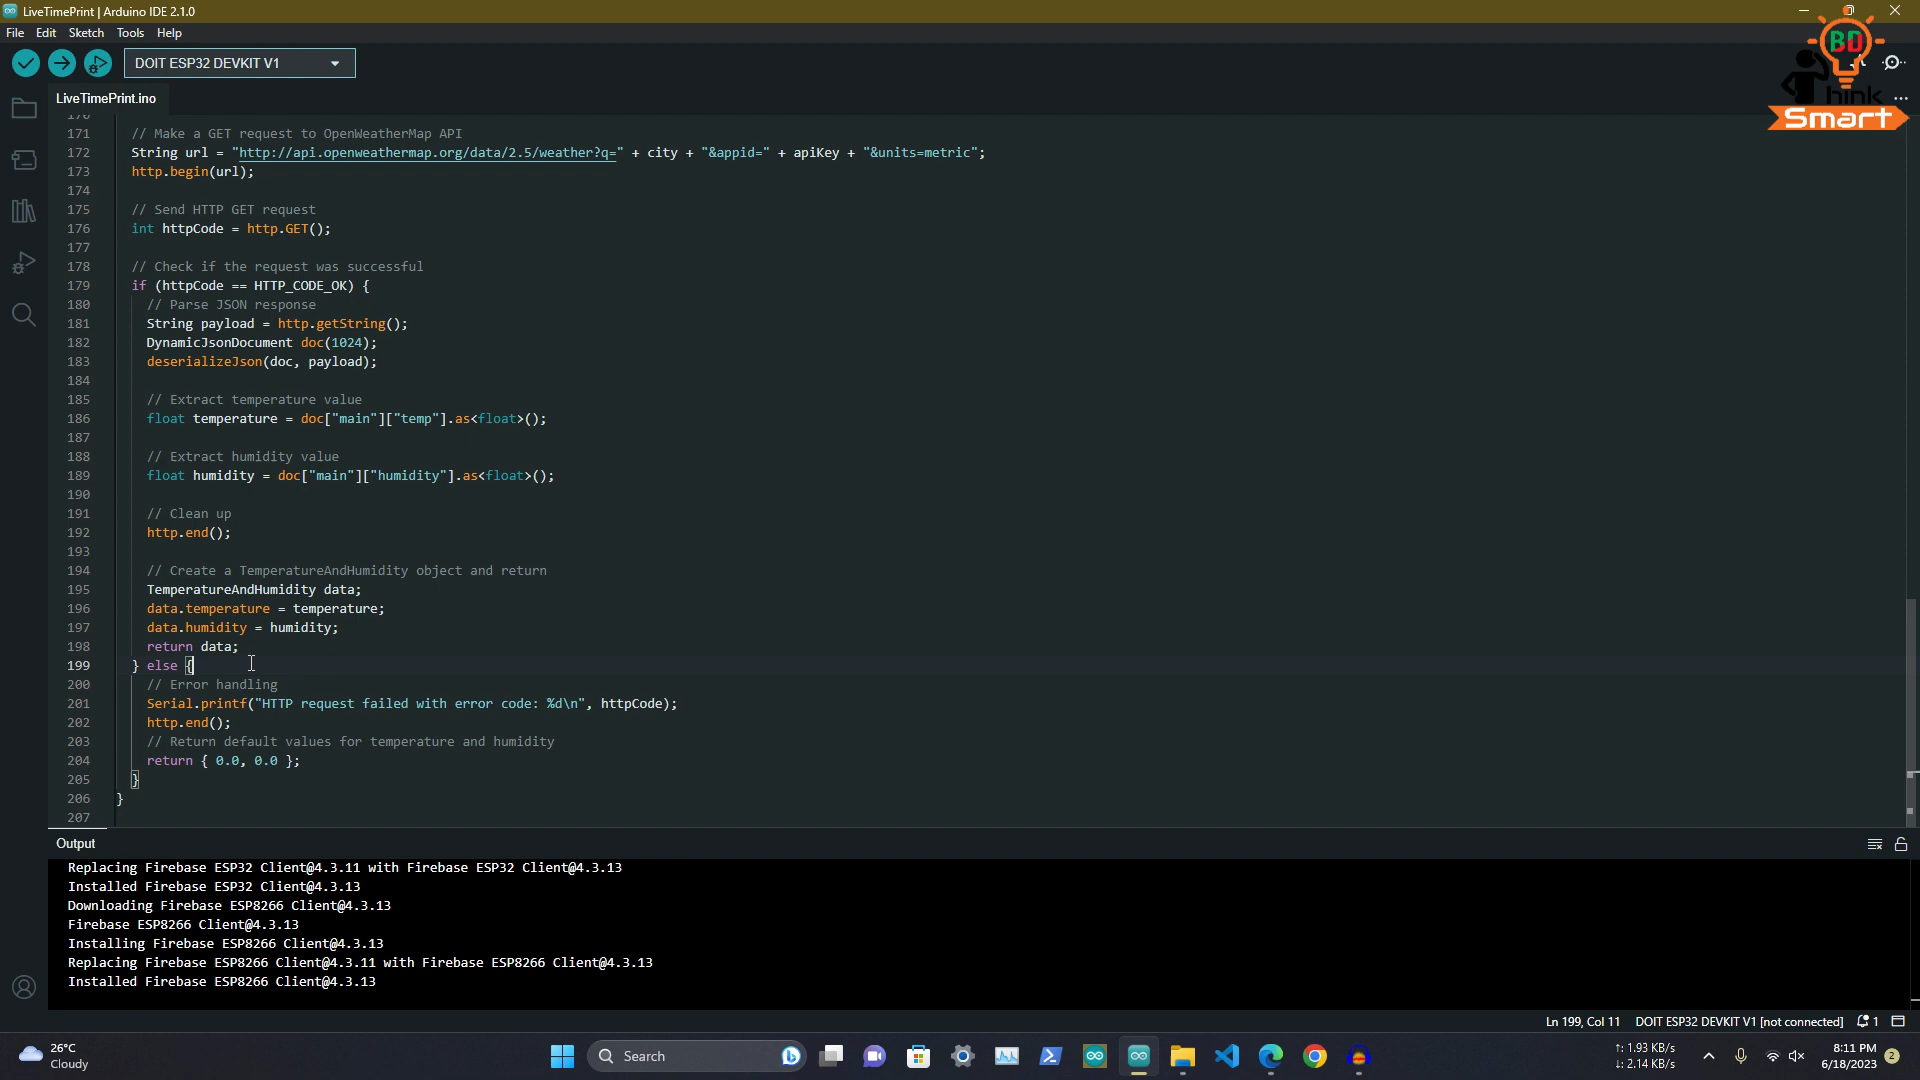 LiveTimePrint | Arduino IDE 2.1.0
File Edit Sketch Tools Help
DOIT ESP32 DEVKIT V1
BD
hink
Smart
LiveTimePrint.ino
171 // Make a GET request to OpenWeatherMap API
172 String url = "http://api.openweathermap.org/data/2.5/weather?q=" + city + "&appid=" + apiKey + "&units=metric";
173 http.begin(url);
174
175 // Send HTTP GET request
176 int httpCode = http.GET();
177
178 // Check if the request was successful
179 if (httpCode == HTTP_CODE_OK) {
180 // Parse JSON response
181 String payload = http.getString();
182 DynamicJsonDocument doc(1024);
183 deserializeJson(doc, payload);
184
185 // Extract temperature value
186 float temperature = doc["main"]["temp"].as<float>();
187
188 // Extract humidity value
189 float humidity = doc["main"]["humidity"].as<float>();
190
191 // Clean up
192 http.end();
193
194 // Create a TemperatureAndHumidity object and return
195 TemperatureAndHumidity data;
196 data.temperature = temperature;
197 data.humidity = humidity;
198 return data;
199 } else {
200 // Error handling
201 Serial.printf("HTTP request failed with error code: %d\n", httpCode);
202 http.end();
203 // Return default values for temperature and humidity
204 return { 0.0, 0.0 };
205 }
206 }
207
Output
Replacing Firebase ESP32 Client@4.3.11 with Firebase ESP32 Client@4.3.13
Installed Firebase ESP32 Client@4.3.13
Downloading Firebase ESP8266 Client@4.3.13
Firebase ESP8266 Client@4.3.13
Installing Firebase ESP8266 Client@4.3.13
Replacing Firebase ESP8266 Client@4.3.11 with Firebase ESP8266 Client@4.3.13
Installed Firebase ESP8266 Client@4.3.13
Ln 199, Col 11 DOIT ESP32 DEVKIT V1 [not connected] 1
26°C
Cloudy
Search
↑: 1.93 KB/s
↓: 2.14 KB/s
8:11 PM
6/18/2023
2